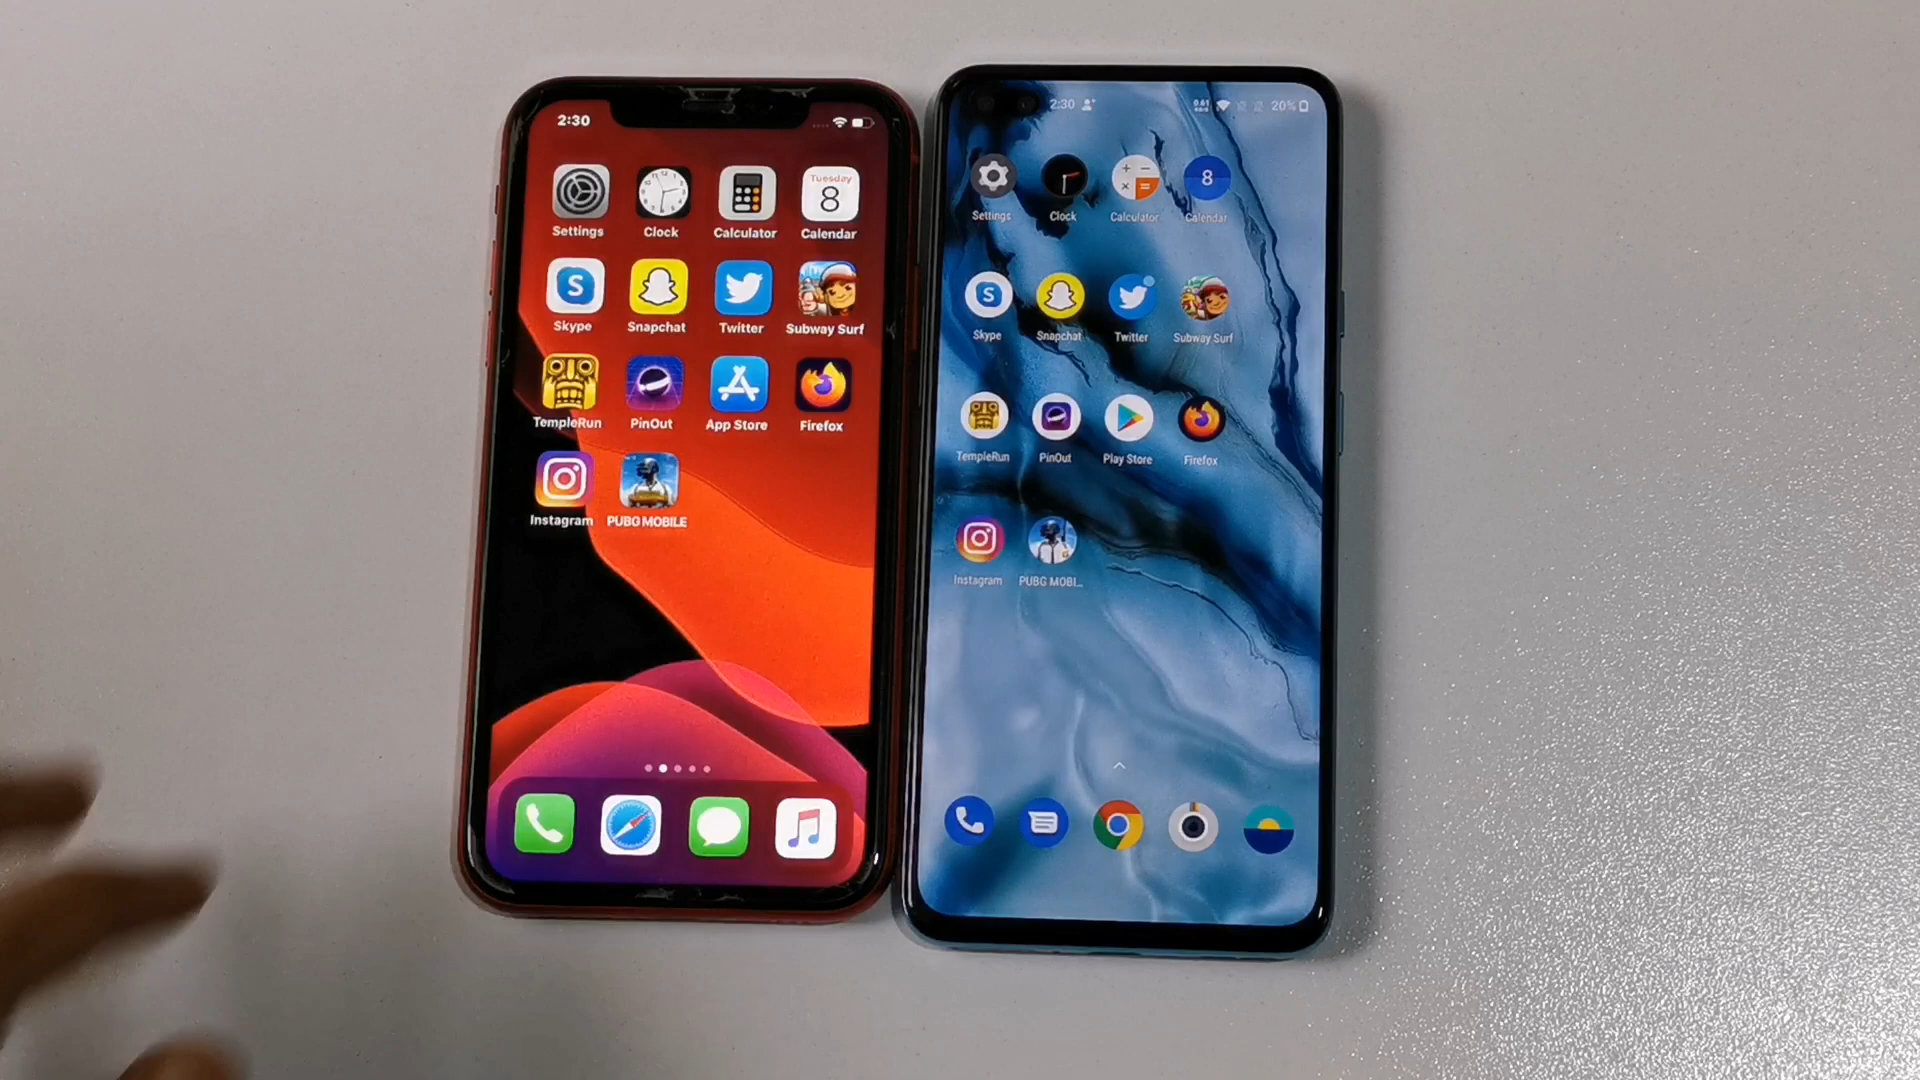 2:30
Tuesday
8
Settings Clock Calculator Calendar
S
Skype Snapchat Twitter Subway Surf
TempleRun PinOut App Store Firefox
Instagram PUBG MOBILE
2:30 20%
8
Settings Clock Calculator Calendar
S
Skype Snapchat Twitter Subway Surf
TempleRun PinOut Play Store Firefox
Instagram PUBG MOBI...